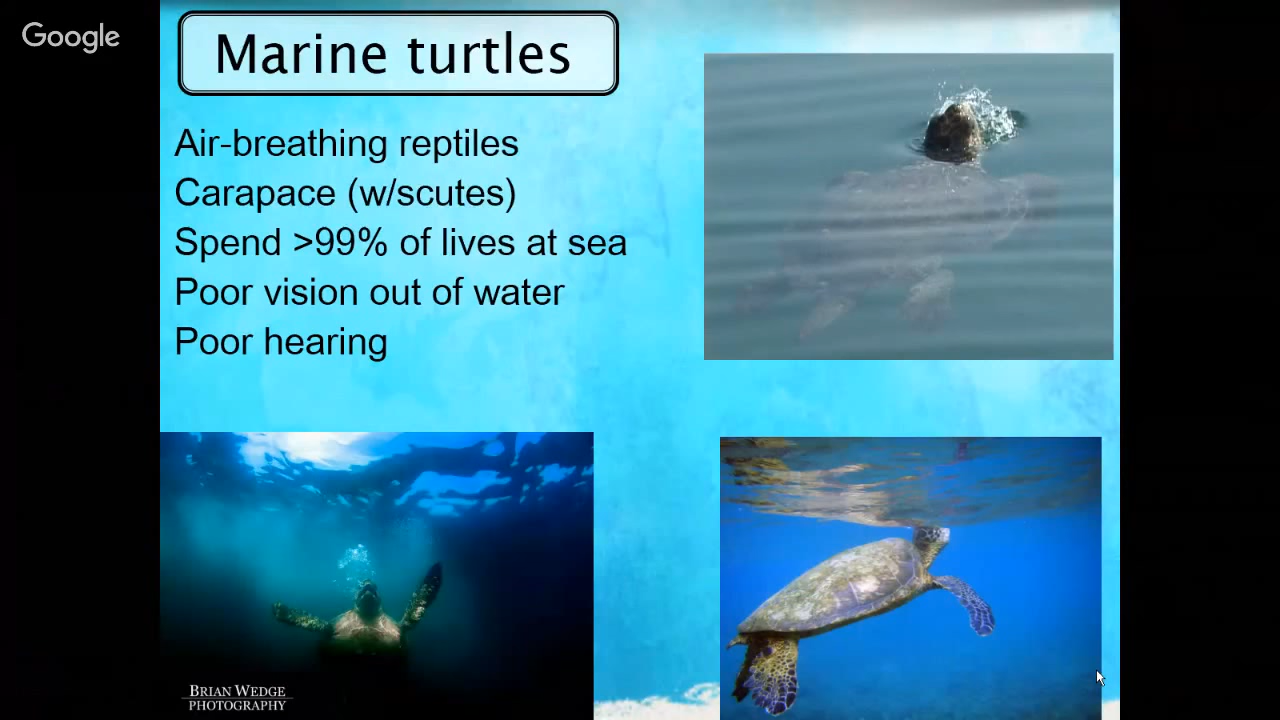 Google
Marine turtles
Air-breathing reptiles
Carapace (w/scutes)
Spend >99% of lives at sea
Poor vision out of water
Poor hearing
BRIAN WEDGE
PHOTOGRAPHY